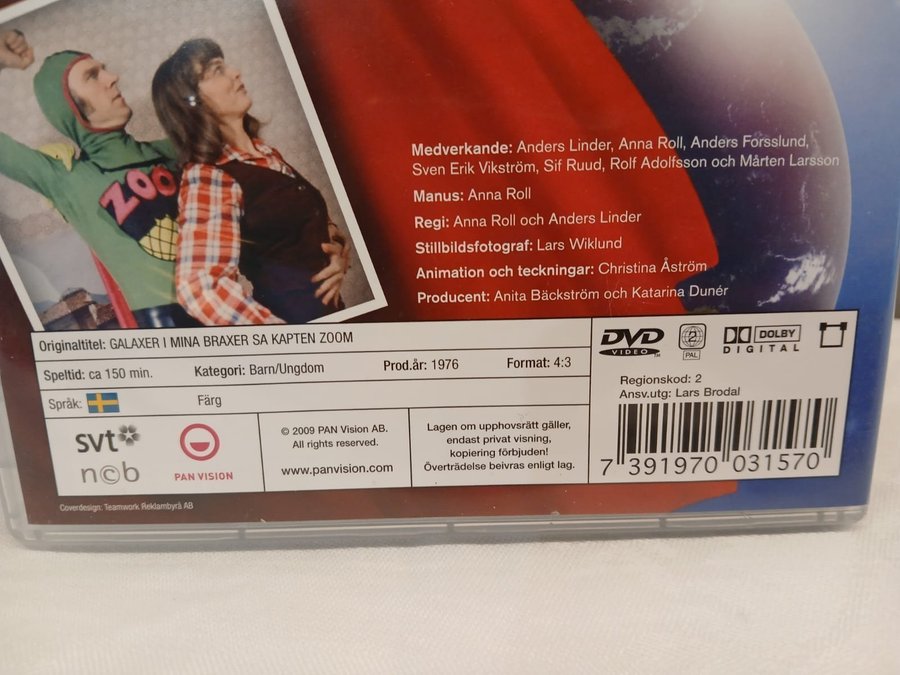 ZOO
Medverkande: Anders Linder, Anna Roll, Anders Forsslund,
Sven Erik Vikström, Sif Ruud, Rolf Adolfsson och Mårten Larsson
Manus: Anna Roll
Regi: Anna Roll och Anders Linder
Stillbildsfotograf: Lars Wiklund
Animation och teckningar: Christina Åström
Producent: Anita Bäckström och Katarina Dunér
Originaltitel: GALAXER I MINA BRAXER SA KAPTEN ZOOM
Speltid: ca 150 min. Kategori: Barn/Ungdom Prod.år: 1976 Format: 4:3
Språk: Färg
svt
ncb
PAN VISION
© 2009 PAN Vision AB.
All rights reserved.
www.panvision.com
Lagen om upphovsrätt gäller,
endast privat visning,
kopiering förbjuden!
Överträdelse beivras enligt lag.
DVD
VIDEO
2
PAL
DOLBY
DIGITAL
Regionskod: 2
Ansv.utg: Lars Brodal
7 391970 031570
Coverdesign: Teamwork Reklambyrå AB